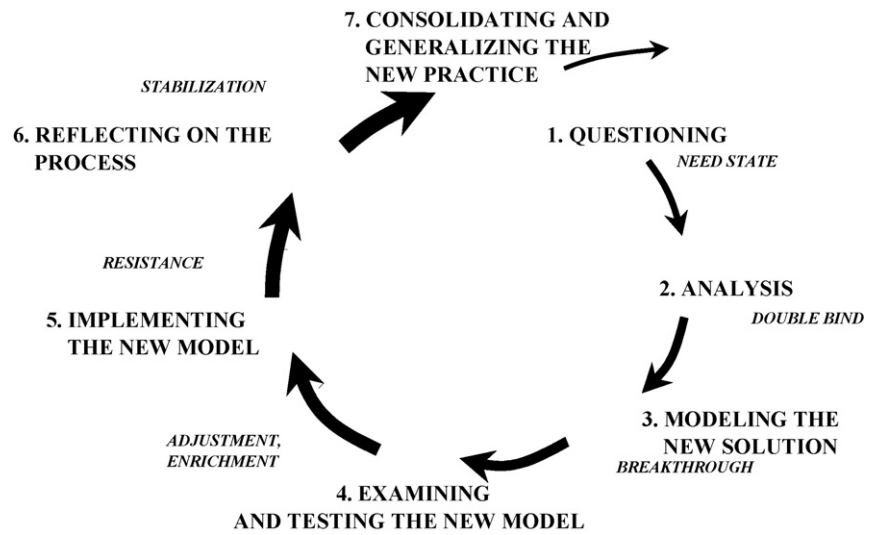 7. CONSOLIDATING AND
GENERALIZING THE
NEW PRACTICE
STABILIZATION
6. REFLECTING ON THE
PROCESS
1. QUESTIONING
NEED STATE
RESISTANCE
2. ANALYSIS
DOUBLE BIND
5. IMPLEMENTING
THE NEW MODEL
3. MODELING THE
NEW SOLUTION
BREAKTHROUGH
ADJUSTMENT,
ENRICHMENT
4. EXAMINING
AND TESTING THE NEW MODEL